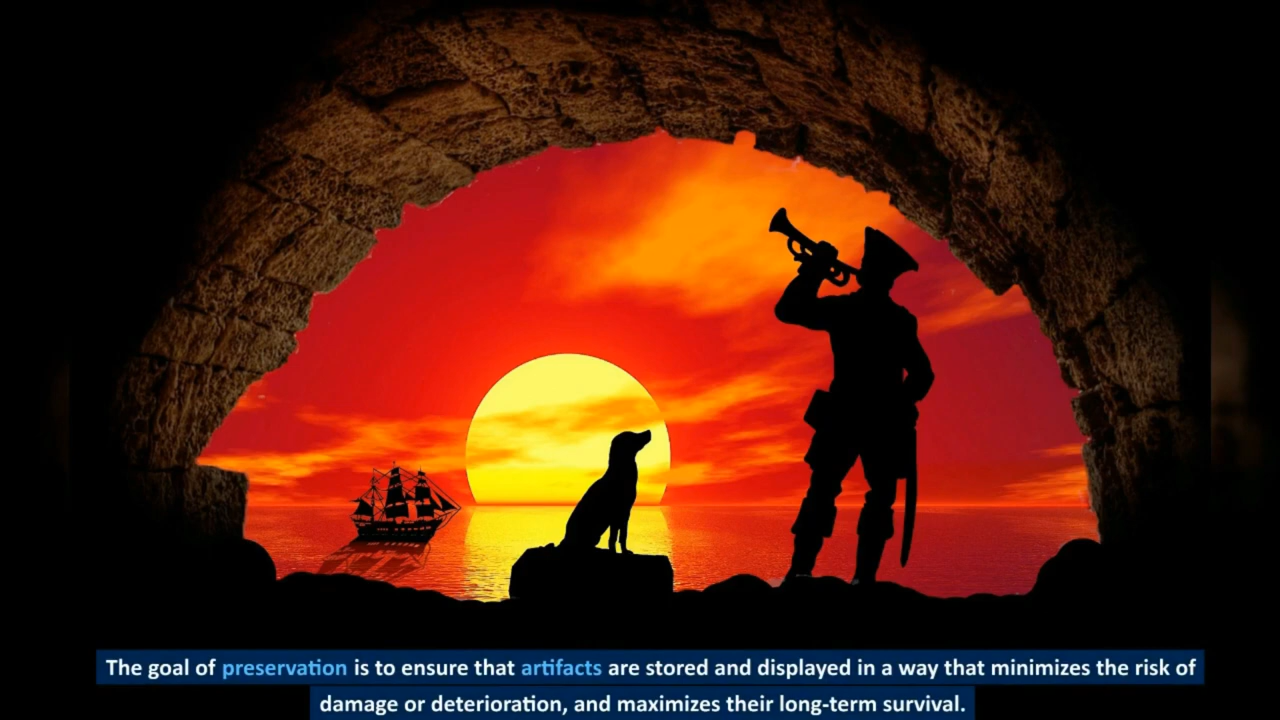 The goal of preservation is to ensure that artifacts are stored and displayed in a way that minimizes the risk of
damage or deterioration, and maximizes their long-term survival.